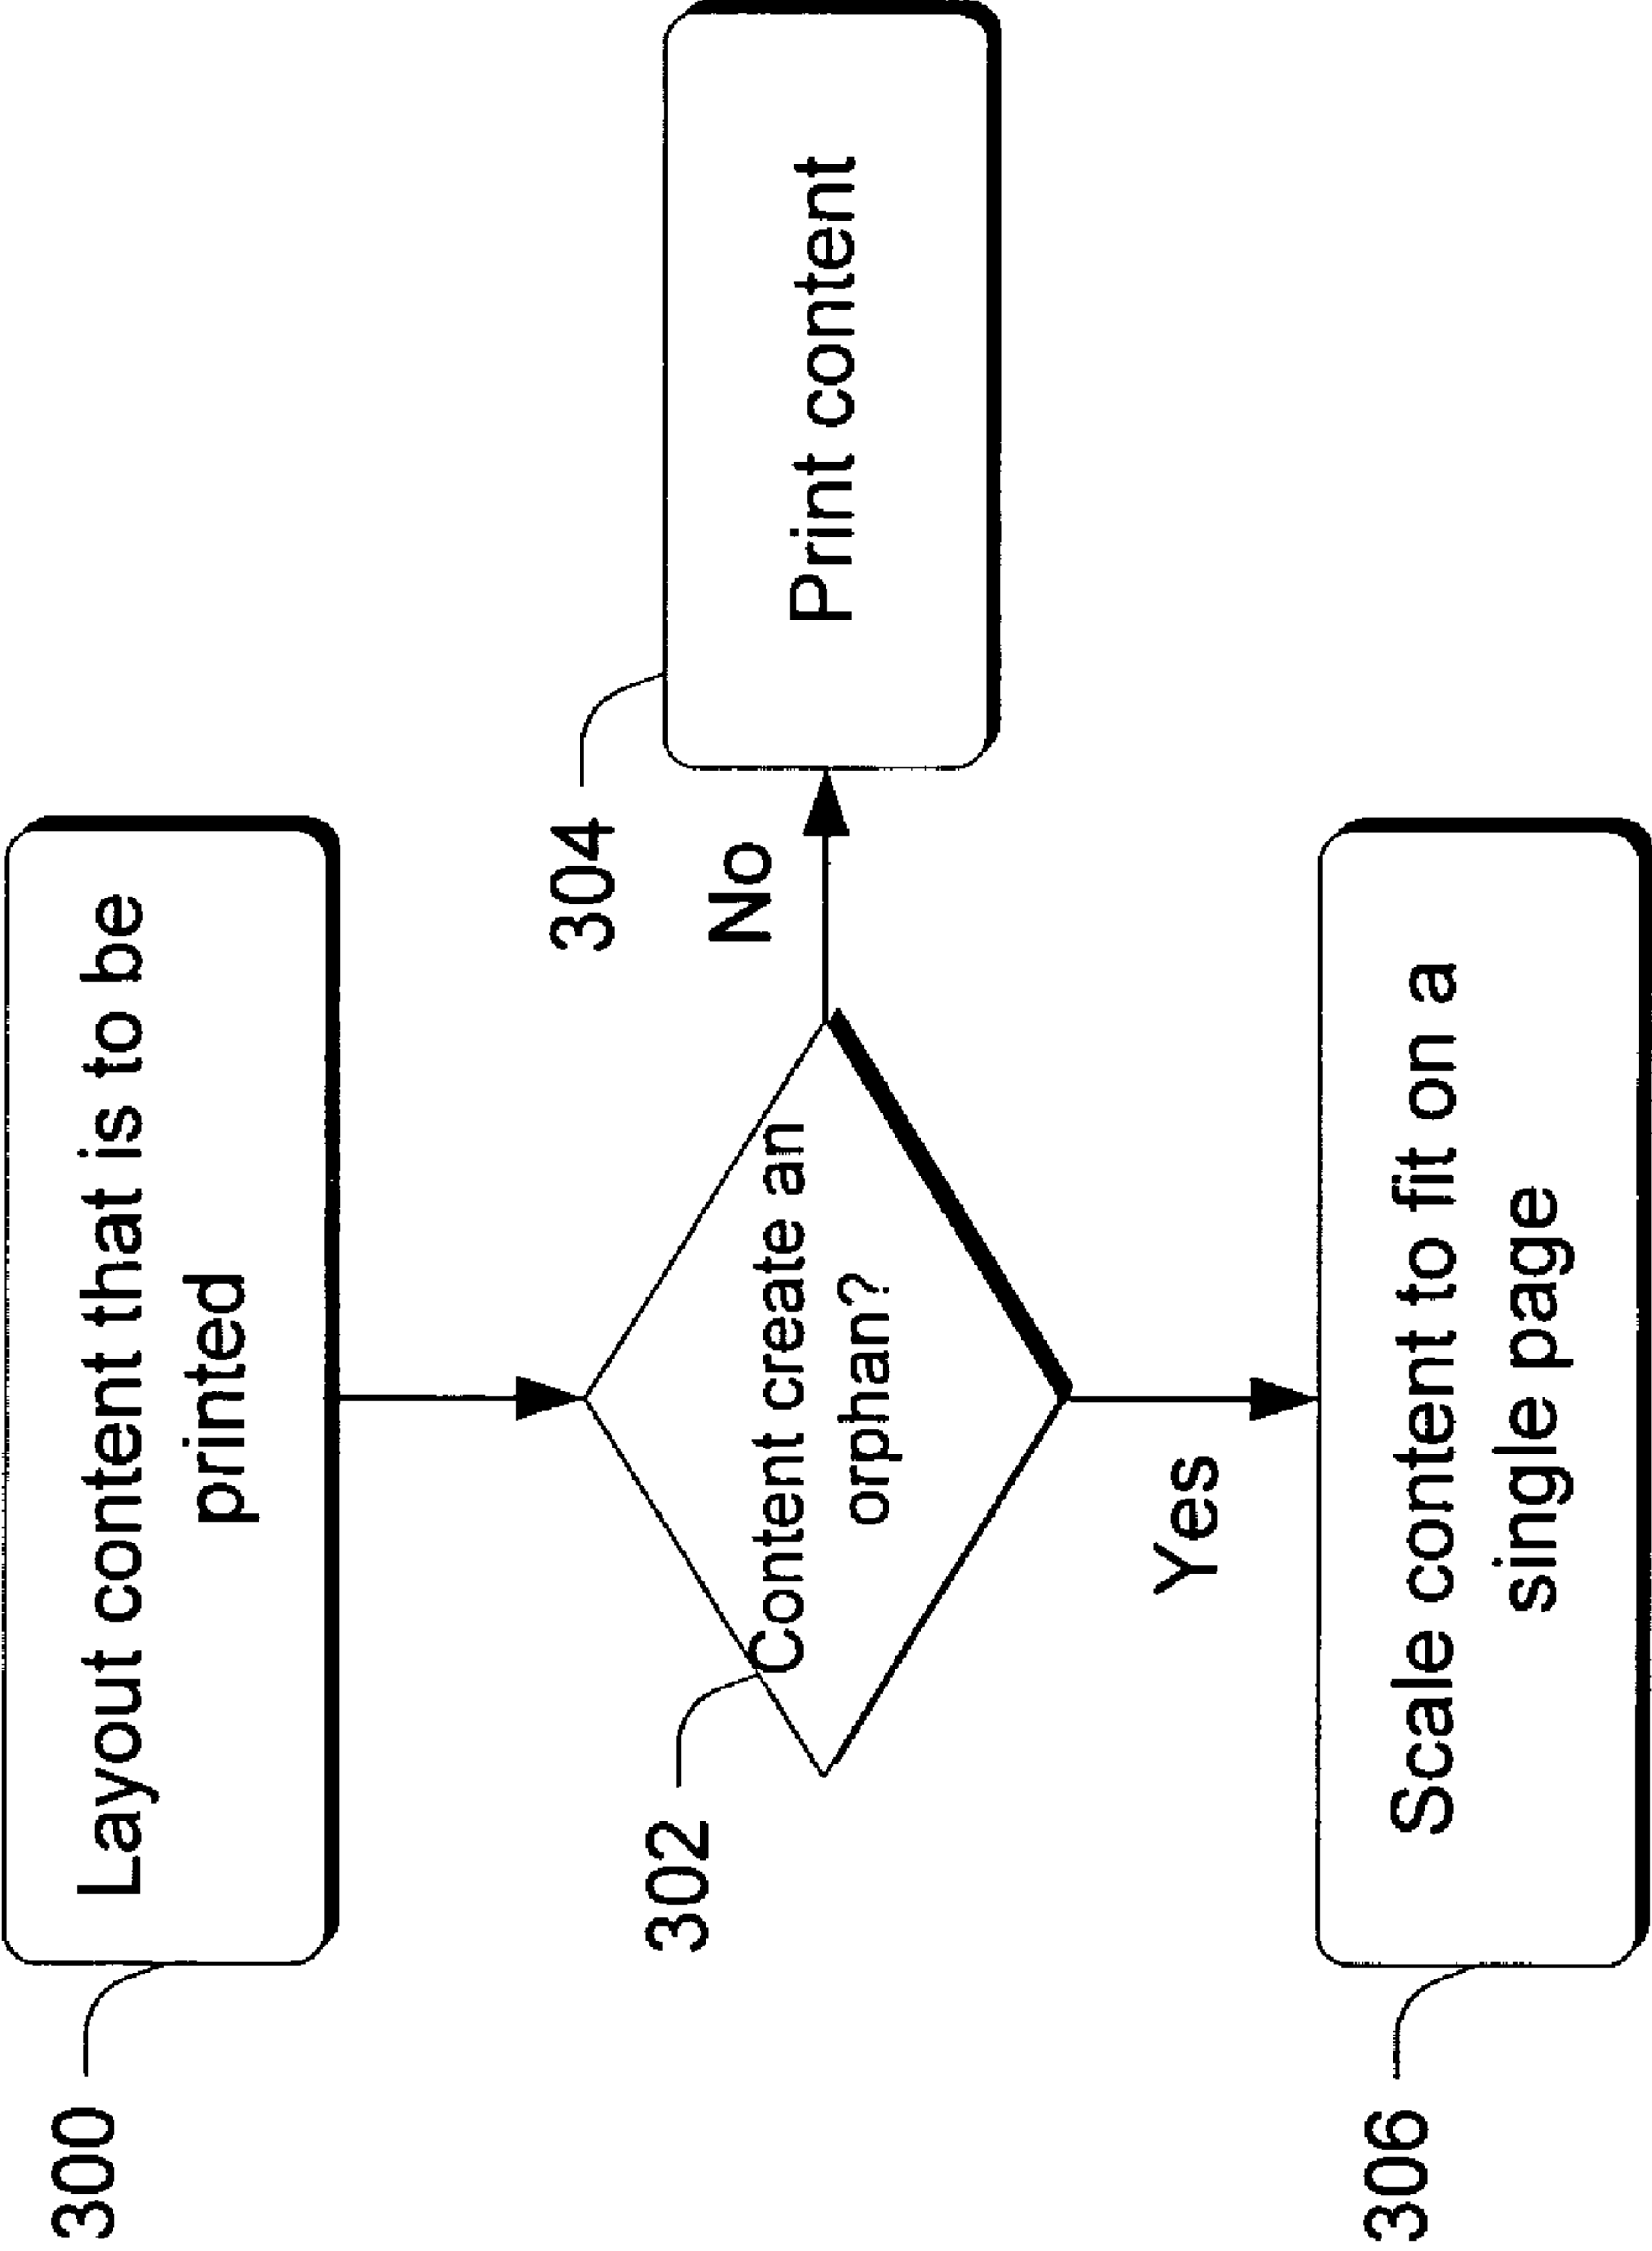 300
Layout content that is to be
printed
302
Content create an
orphan?
No
304
Print content
Yes
306
Scale content to fit on a
single page